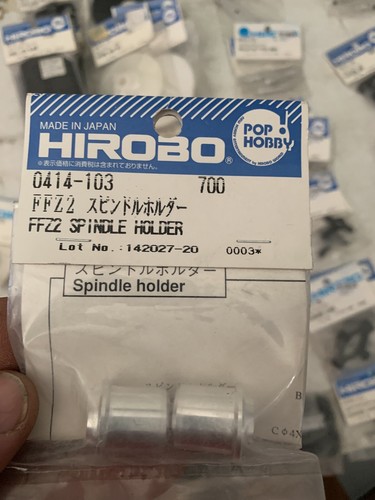 MADE IN JAPAN
HIROBO®
※表示価格に消費税は含まれておりません。
POP
HOBBY
0414-103 700
FFZ2 スピンドルホルダー
FFZ2 SPINDLE HOLDER
Lot No.:142027-20 0003*
スピンドルホルダー
Spindle holder